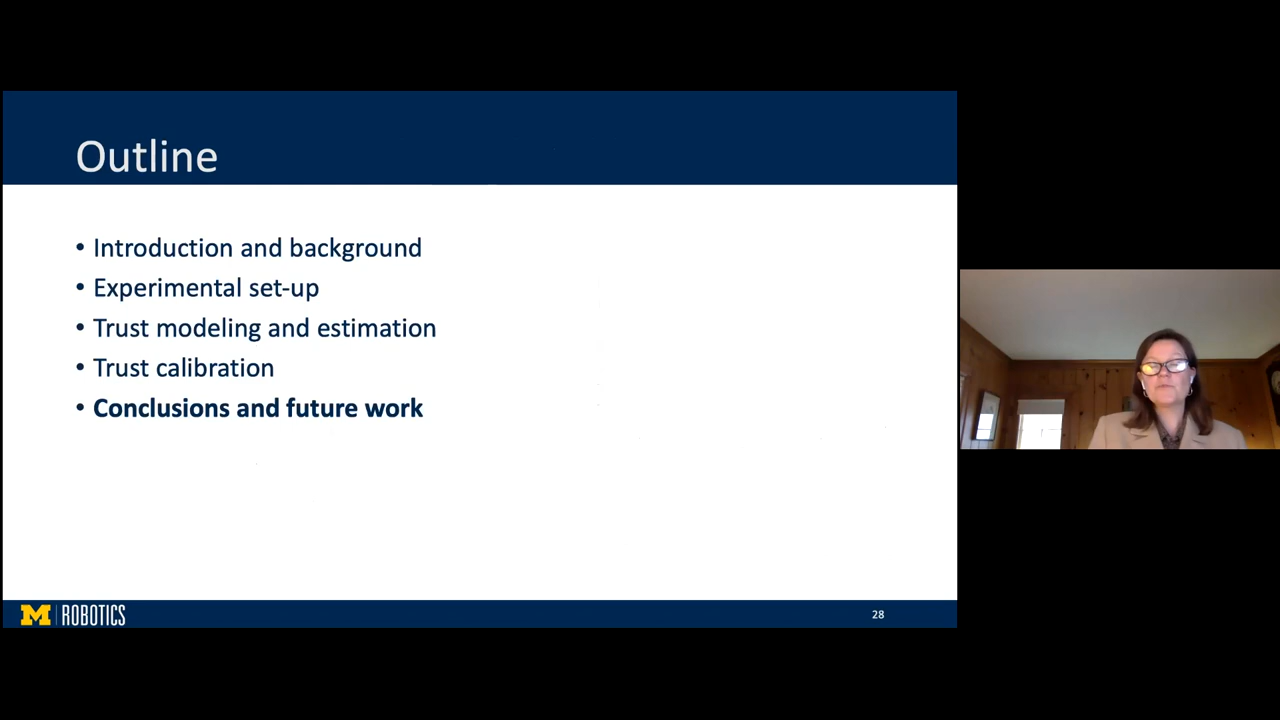 Outline
• Introduction and background
• Experimental set-up
• Trust modeling and estimation
• Trust calibration
• Conclusions and future work
M ROBOTICS
28